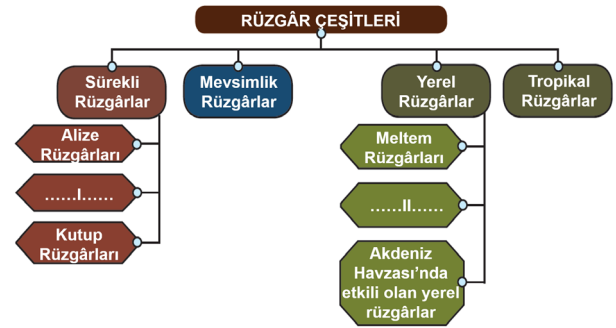 RÜZGÂR ÇEŞİTLERİ
Sürekli
Rüzgârlar
Mevsimlik
Rüzgârlar
Yerel
Rüzgârlar
Tropikal
Rüzgârlar
Alize
Rüzgârları
......I......
Kutup
Rüzgârları
Meltem
Rüzgârları
......II......
Akdeniz
Havzası'nda
etkili olan yerel
rüzgârlar